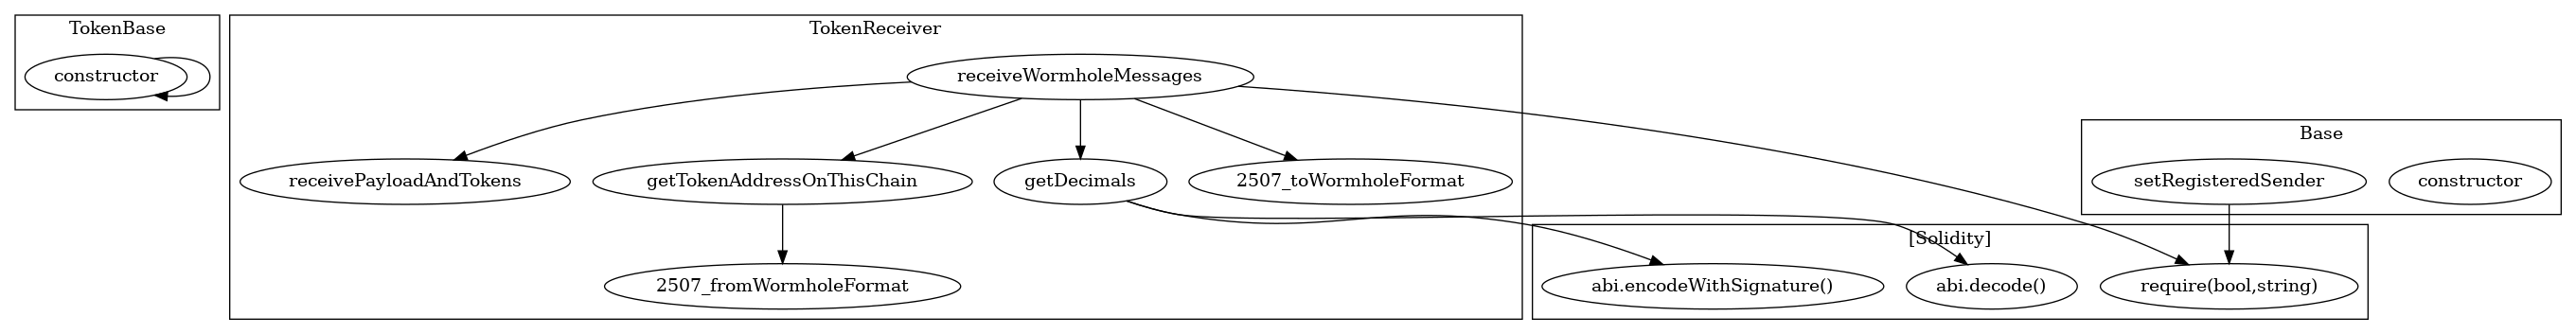 TokenBase
constructor
TokenReceiver
receiveWormholeMessages
receivePayloadAndTokens
getTokenAddressOnThisChain
getDecimals
2507_toWormholeFormat
2507_fromWormholeFormat
Base
setRegisteredSender
constructor
[Solidity]
abi.encodeWithSignature()
abi.decode()
require(bool,string)